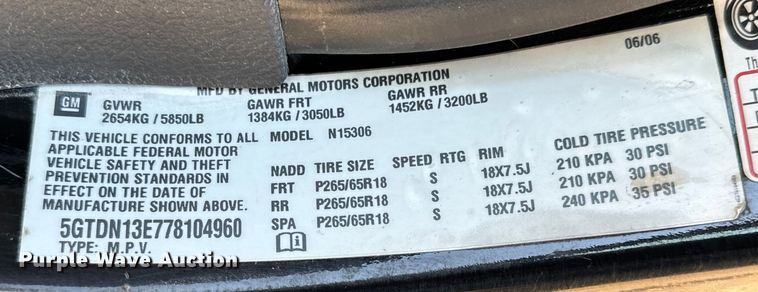 06/06
MFD BY GENERAL MOTORS CORPORATION
GM
GVWR GAWR FRT GAWR RR
2654KG / 5850LB 1384KG / 3050LB 1452KG / 3200LB
THIS VEHICLE CONFORMS TO ALL
APPLICABLE FEDERAL MOTOR
VEHICLE SAFETY AND THEFT
PREVENTION STANDARDS IN
EFFECT ON THE DATE OF
MANUFACTURE SHOWN ABOVE.
5GTDN13E778104960
TYPE: M.P.V.
MODEL N15306
NADD TIRE SIZE SPEED RTG RIM COLD TIRE PRESSURE
FRT P265/65R18 S 18X7.5J 210 KPA 30 PSI
RR P265/65R18 S 18X7.5J 210 KPA 30 PSI
SPA P265/65R18 S 18X7.5J 240 KPA 35 PSI
Th
T
Purple Wave Auction
Purple Wave Auction